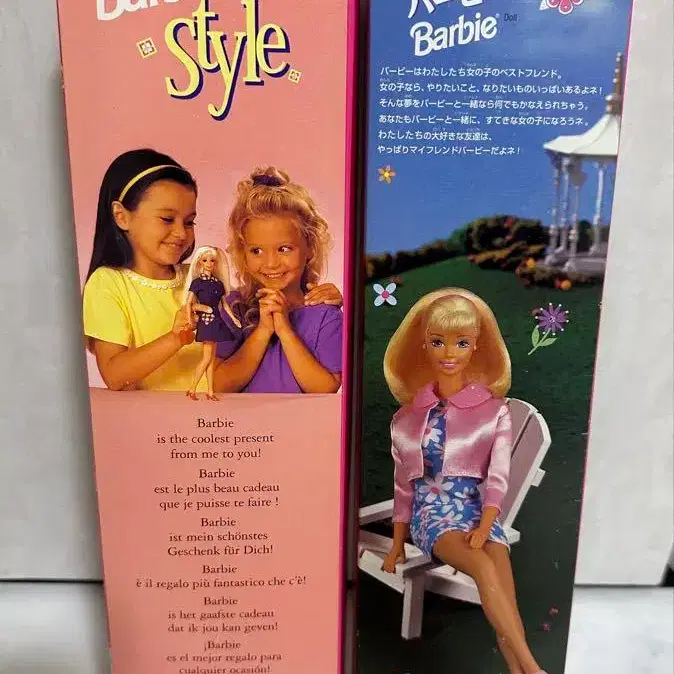 Style
Barbie
is the coolest present
from me to you!
Barbie
est le plus beau cadeau
que je puisse te faire !
Barbie
ist mein schönstes
Geschenk für Dich!
Barbie
è il regalo più fantastico che c'è!
Barbie
is het gaafste cadeau
dat ik jou kan geven!
¡Barbie
es el mejor regalo para
cualquier ocasión!
Barbie® Doll
バービーはわたしたち女の子のベストフレンド。
女の子なら、やりたいこと、なりたいものいっぱいあるよネ!
そんな夢をバービーと一緒なら何でもかなえられちゃう。
あなたもバービーと一緒に、すてきな女の子になろうネ。
わたしたちの大好きな友達は、
やっぱりマイフレンドバービーだよネ!